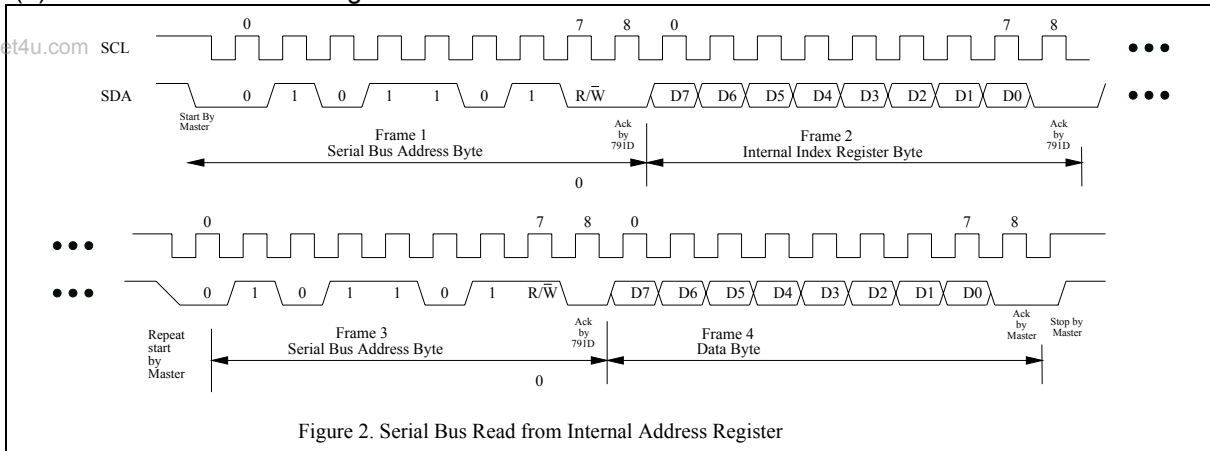 et4u.com
0 7 8 0 7 8
SCL
SDA 0 1 0 1 1 0 1 R/W̅ D7 D6 D5 D4 D3 D2 D1 D0
Start By
Master
Ack
by
791D
Ack
by
791D
Frame 1
Serial Bus Address Byte
Frame 2
Internal Index Register Byte
0
0 7 8 0 7 8
0 1 0 1 1 0 1 R/W̅ D7 D6 D5 D4 D3 D2 D1 D0
Repeat
start
by
Master
Frame 3
Serial Bus Address Byte
Ack
by
791D
Frame 4
Data Byte
Ack
by
Master
Stop by
Master
0
Figure 2. Serial Bus Read from Internal Address Register